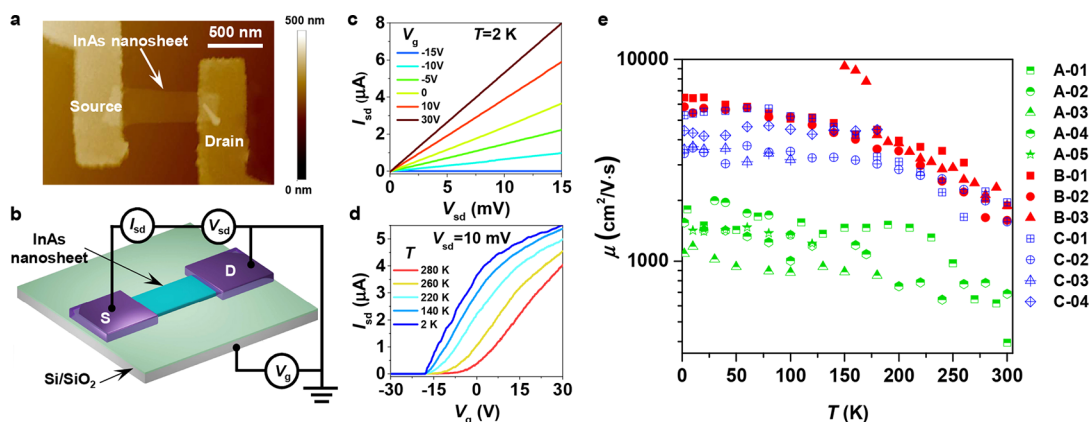 a
500 nm
InAs nanosheet
500 nm
Source
Drain
0 nm
b
I_sd
V_sd
InAs
nanosheet
D
S
Si/SiO₂
V_g
c
V_g
T=2 K
-15V
-10V
-5V
0
10V
30V
I_sd (μA)
8
6
4
2
0
0
5
10
15
V_sd (mV)
d
V_sd=10 mV
T
280 K
260 K
220 K
140 K
2 K
I_sd (μA)
5
4
3
2
1
0
-30
-15
0
15
30
V_g (V)
e
μ (cm²/V·s)
10000
1000
0
50
100
150
200
250
300
T (K)
A-01
A-02
A-03
A-04
A-05
B-01
B-02
B-03
C-01
C-02
C-03
C-04